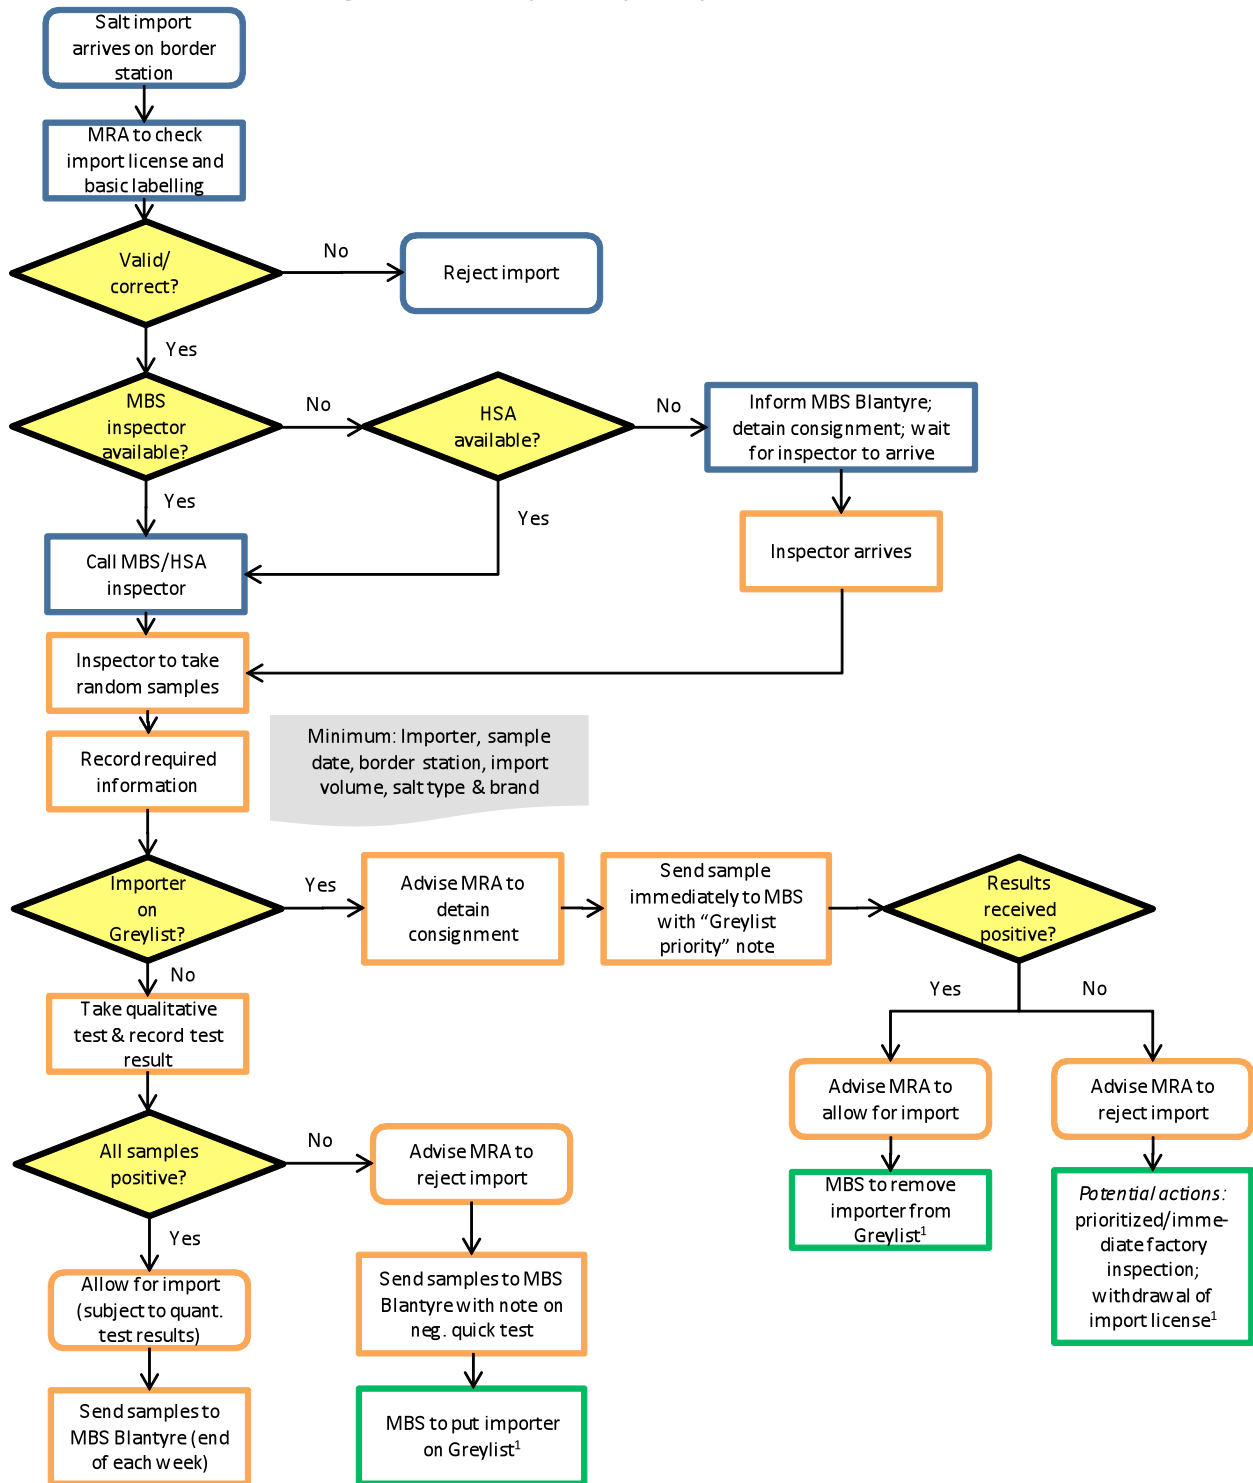 Salt import
arrives on border
station
MRA to check
import license and
basic labelling
Valid/
correct?
No
Reject import
Yes
MBS
inspector
available?
No
HSA
available?
No
Inform MBS Blantyre;
detain consignment; wait
for inspector to arrive
Yes
Yes
Call MBS/HSA
inspector
Inspector arrives
Inspector to take
random samples
Record required
information
Minimum: Importer, sample
date, border station, import
volume, salt type & brand
Importer
on
Greylist?
Yes
Advise MRA to
detain
consignment
Send sample
immediately to MBS
with “Greylist
priority” note
Results
received
positive?
No
Yes
No
Take qualitative
test & record test
result
Advise MRA to
allow for import
Advise MRA to
reject import
All samples
positive?
No
Advise MRA to
reject import
MBS to remove
importer from
Greylist1
Potential actions:
prioritized/imme-
diate factory
inspection;
withdrawal of
import license1
Yes
Allow for import
(subject to quant.
test results)
Send samples to MBS
Blantyre with note on
neg. quick test
Send samples to
MBS Blantyre (end
of each week)
MBS to put importer
on Greylist1